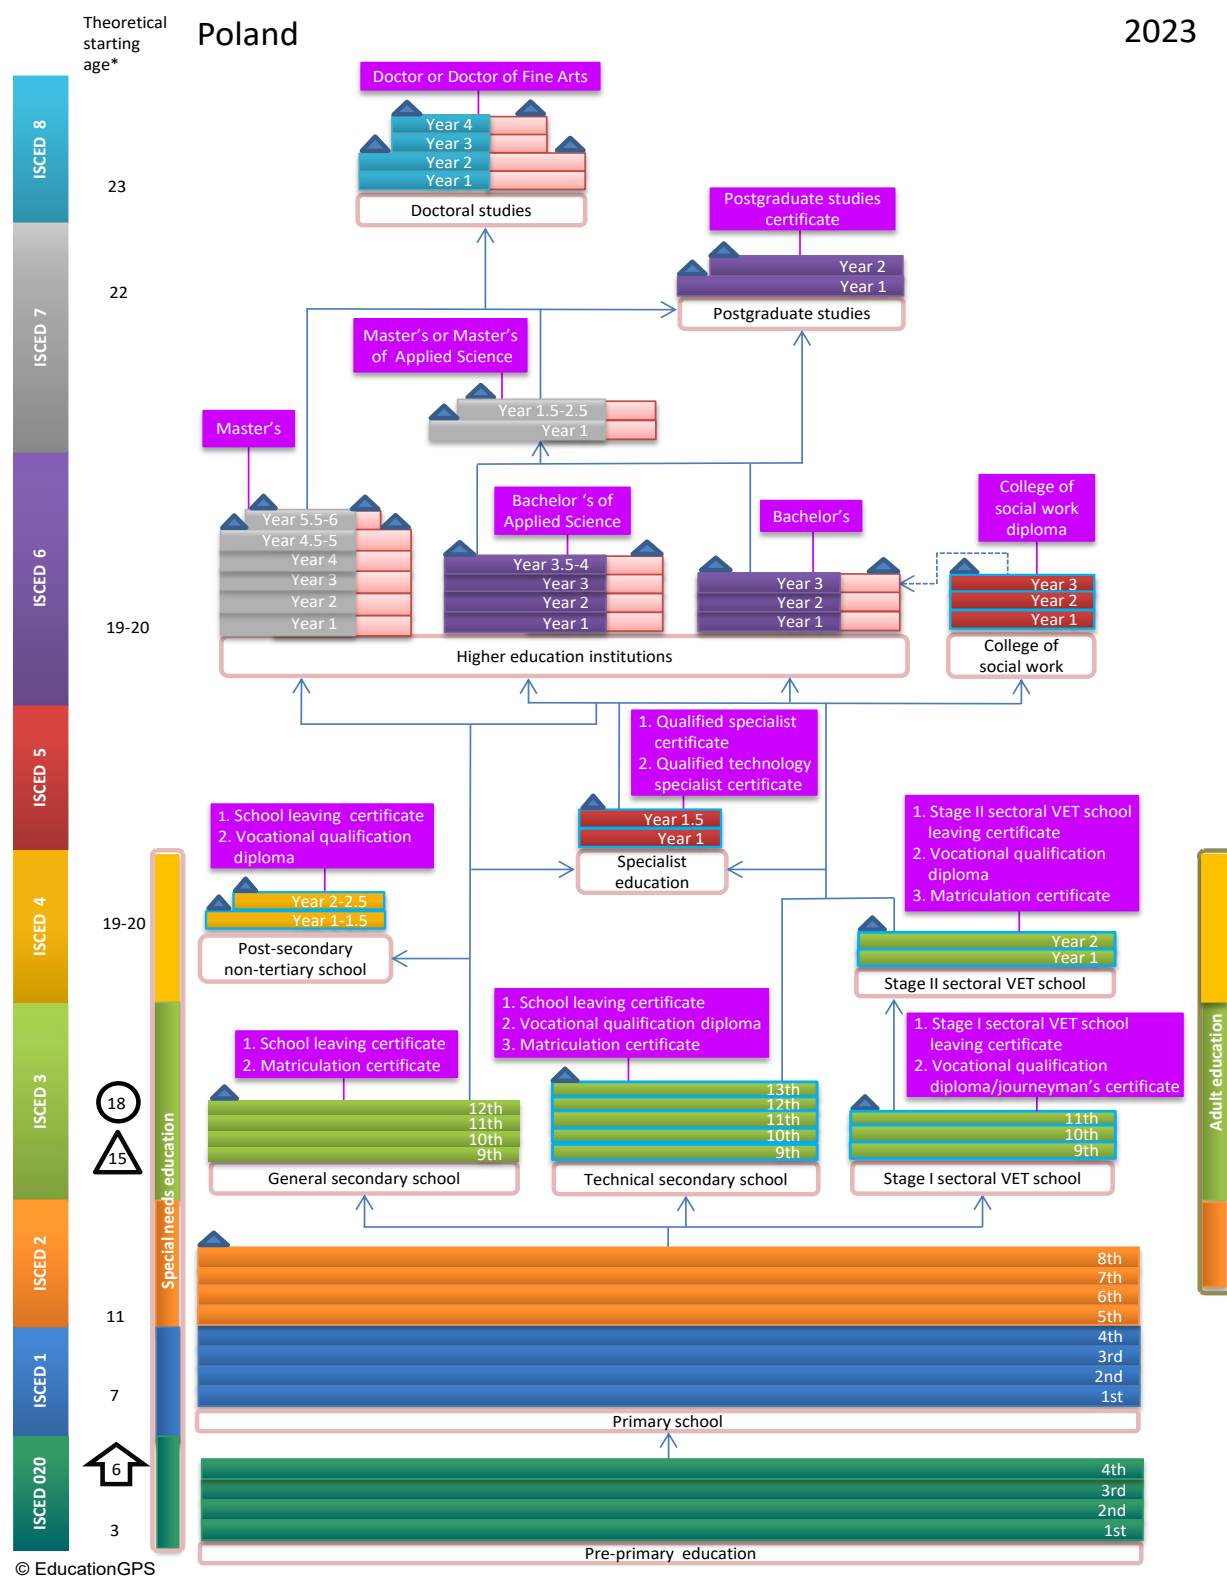 Theoretical
starting
age*
Poland
2023
Doctor or Doctor of Fine Arts
ISCED 8
Year 4
Year 3
Year 2
Year 1
23
Doctoral studies
Postgraduate studies
certificate
ISCED 7
22
Year 2
Year 1
Postgraduate studies
Master's or Master's
of Applied Science
Year 1.5-2.5
Year 1
Master's
ISCED 6
Year 5.5-6
Year 4.5-5
Year 4
Year 3
Year 2
Year 1
Bachelor 's of
Applied Science
Year 3.5-4
Year 3
Year 2
Year 1
Bachelor's
Year 3
Year 2
Year 1
College of
social work
diploma
Year 3
Year 2
Year 1
19-20
Higher education institutions
College of
social work
ISCED 5
1. Qualified specialist
certificate
2. Qualified technology
specialist certificate
Year 1.5
Year 1
Specialist
education
1. School leaving certificate
2. Vocational qualification
diploma
1. Stage II sectoral VET school
leaving certificate
2. Vocational qualification
diploma
3. Matriculation certificate
ISCED 4
19-20
Year 2-2.5
Year 1-1.5
Post-secondary
non-tertiary school
Year 2
Year 1
Stage II sectoral VET school
ISCED 3
18
15
1. School leaving certificate
2. Matriculation certificate
1. School leaving certificate
2. Vocational qualification diploma
3. Matriculation certificate
1. Stage I sectoral VET school
leaving certificate
2. Vocational qualification
diploma/journeyman's certificate
12th
11th
10th
9th
General secondary school
13th
12th
11th
10th
9th
Technical secondary school
11th
10th
9th
Stage I sectoral VET school
Special needs education
Adult education
ISCED 2
11
8th
7th
6th
5th
ISCED 1
7
4th
3rd
2nd
1st
Primary school
ISCED 020
6
3
4th
3rd
2nd
1st
Pre-primary education
© EducationGPS